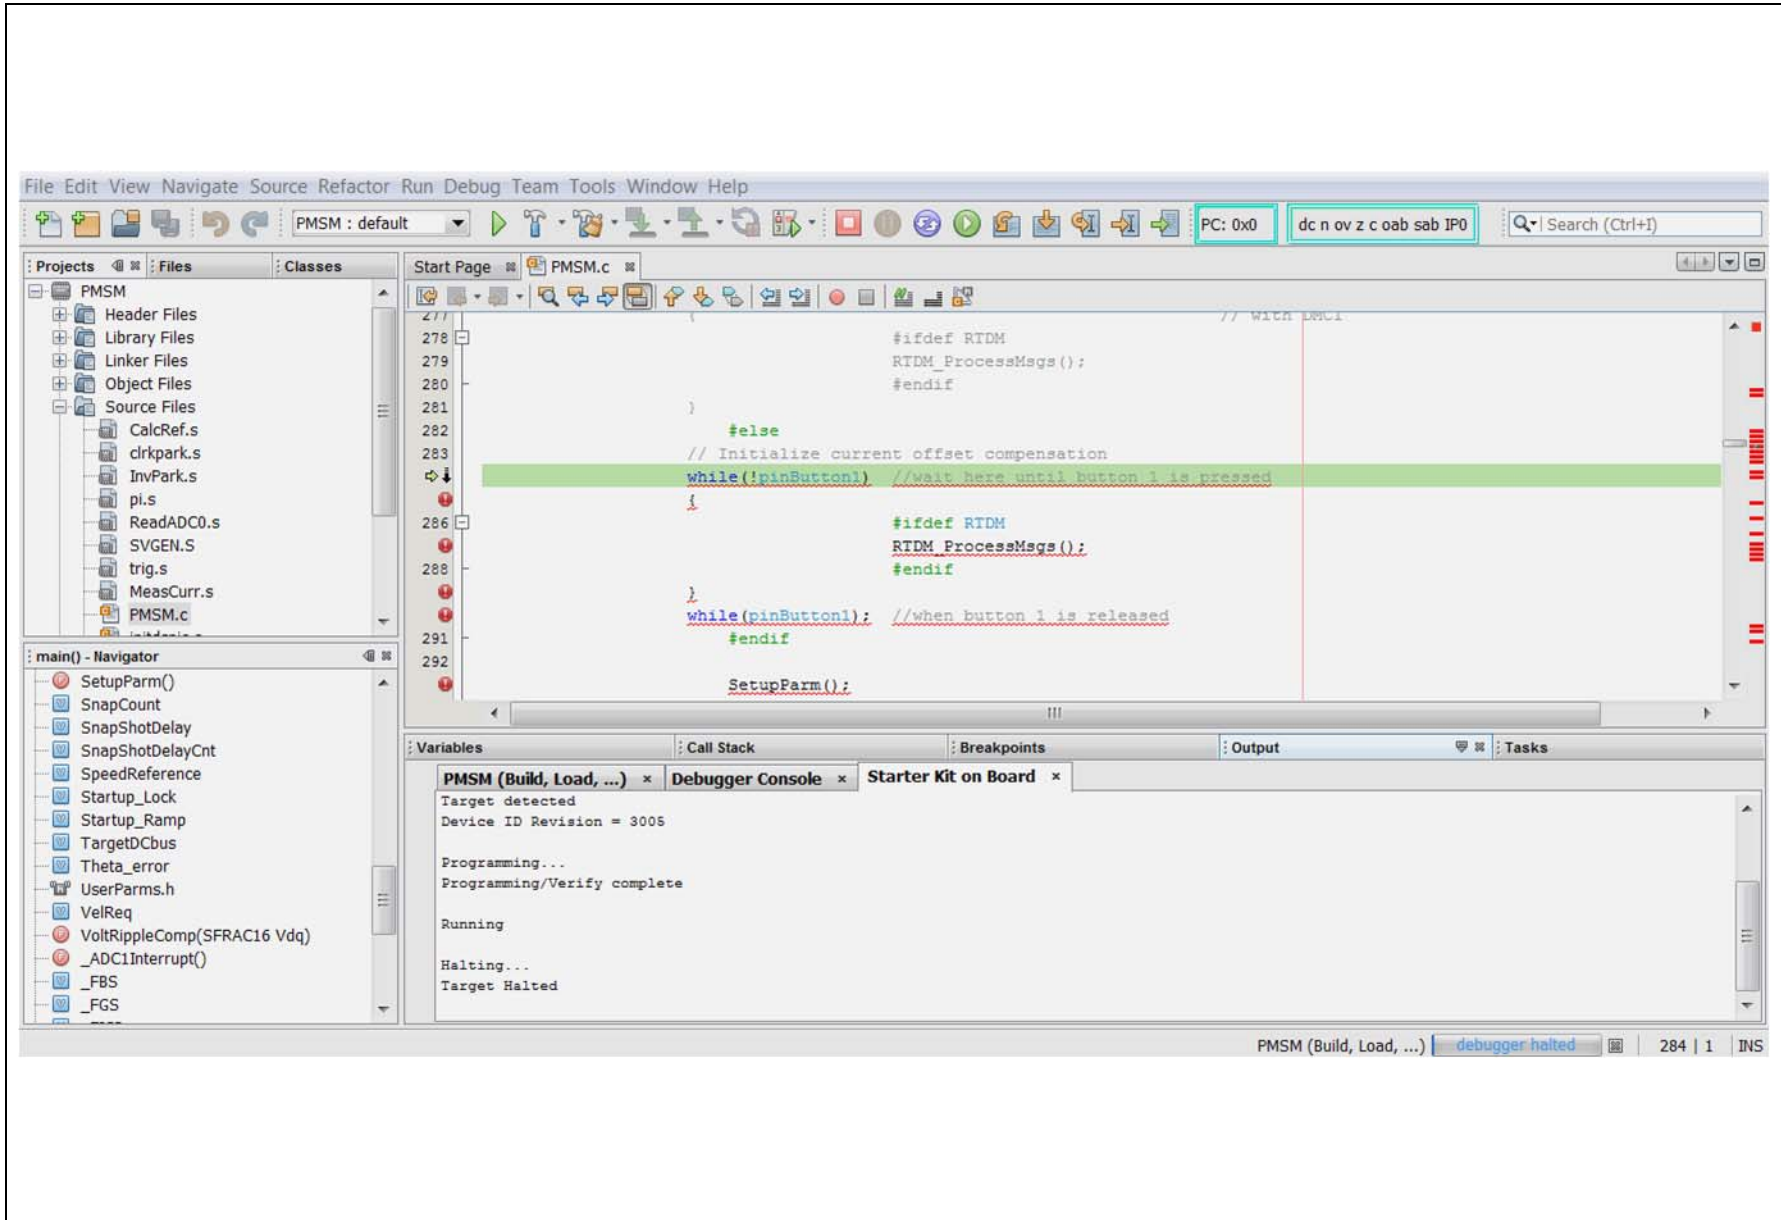 File Edit View Navigate Source Refactor Run Debug Team Tools Window Help
PMSM : default
PC: 0x0
dc n ov z c oab sab IP0
Search (Ctrl+I)
Projects Files Classes
PMSM
Header Files
Library Files
Linker Files
Object Files
Source Files
CalcRef.s
clrkpark.s
InvPark.s
pi.s
ReadADC0.s
SVGEN.S
trig.s
MeasCurr.s
PMSM.c
main() - Navigator
SetupParm()
SnapCount
SnapShotDelay
SnapShotDelayCnt
SpeedReference
Startup_Lock
Startup_Ramp
TargetDCbus
Theta_error
UserParms.h
VelReq
VoltRippleComp(SFRAC16 Vdq)
_ADC1Interrupt()
_FBS
_FGS
Start Page PMSM.c
277 { // with DMCI
278 #ifdef RTDM
279 RTDM_ProcessMsgs();
280 #endif
281 }
282 #else
283 // Initialize current offset compensation
while(!pinButton1) //wait here until button 1 is pressed
{
286 #ifdef RTDM
RTDM_ProcessMsgs();
288 #endif
}
while(pinButton1); //when button 1 is released
291 #endif
292
SetupParm();
Variables Call Stack Breakpoints Output Tasks
PMSM (Build, Load, ...) × Debugger Console × Starter Kit on Board ×
Target detected
Device ID Revision = 3005
Programming...
Programming/Verify complete
Running
Halting...
Target Halted
PMSM (Build, Load, ...) debugger halted 284 | 1 INS